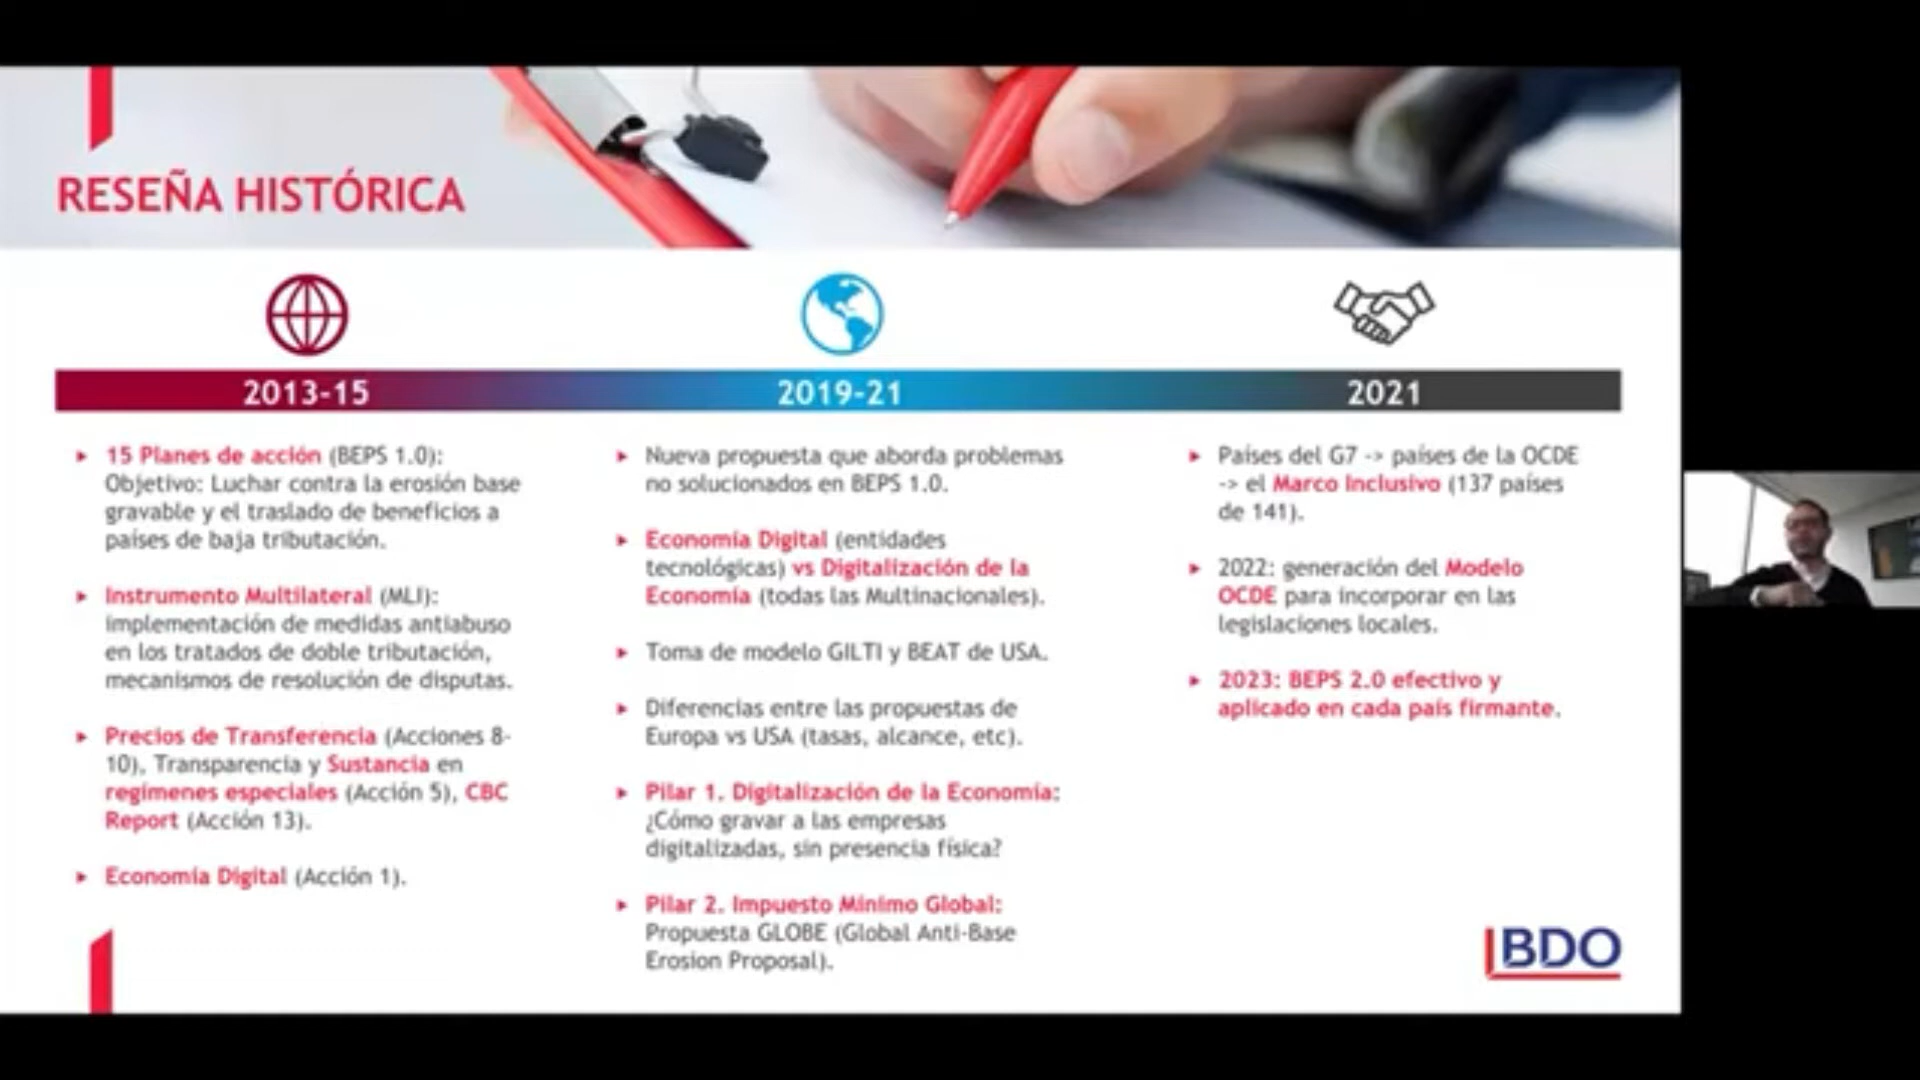 RESEÑA HISTÓRICA
2013-15
▸ 15 Planes de acción (BEPS 1.0):
Objetivo: Luchar contra la erosión base
gravable y el traslado de beneficios a
países de baja tributación.
▸ Instrumento Multilateral (MLI):
implementación de medidas antiabuso
en los tratados de doble tributación,
mecanismos de resolución de disputas.
▸ Precios de Transferencia (Acciones 8-
10), Transparencia y Sustancia en
regímenes especiales (Acción 5), CBC
Report (Acción 13).
▸ Economía Digital (Acción 1).
2019-21
▸ Nueva propuesta que aborda problemas
no solucionados en BEPS 1.0.
▸ Economía Digital (entidades
tecnológicas) vs Digitalización de la
Economía (todas las Multinacionales).
▸ Toma de modelo GILTI y BEAT de USA.
▸ Diferencias entre las propuestas de
Europa vs USA (tasas, alcance, etc).
▸ Pilar 1. Digitalización de la Economía:
¿Cómo gravar a las empresas
digitalizadas, sin presencia física?
▸ Pilar 2. Impuesto Mínimo Global:
Propuesta GLOBE (Global Anti-Base
Erosion Proposal).
2021
▸ Países del G7 -> países de la OCDE
-> el Marco Inclusivo (137 países
de 141).
▸ 2022: generación del Modelo
OCDE para incorporar en las
legislaciones locales.
▸ 2023: BEPS 2.0 efectivo y
aplicado en cada país firmante.
BDO